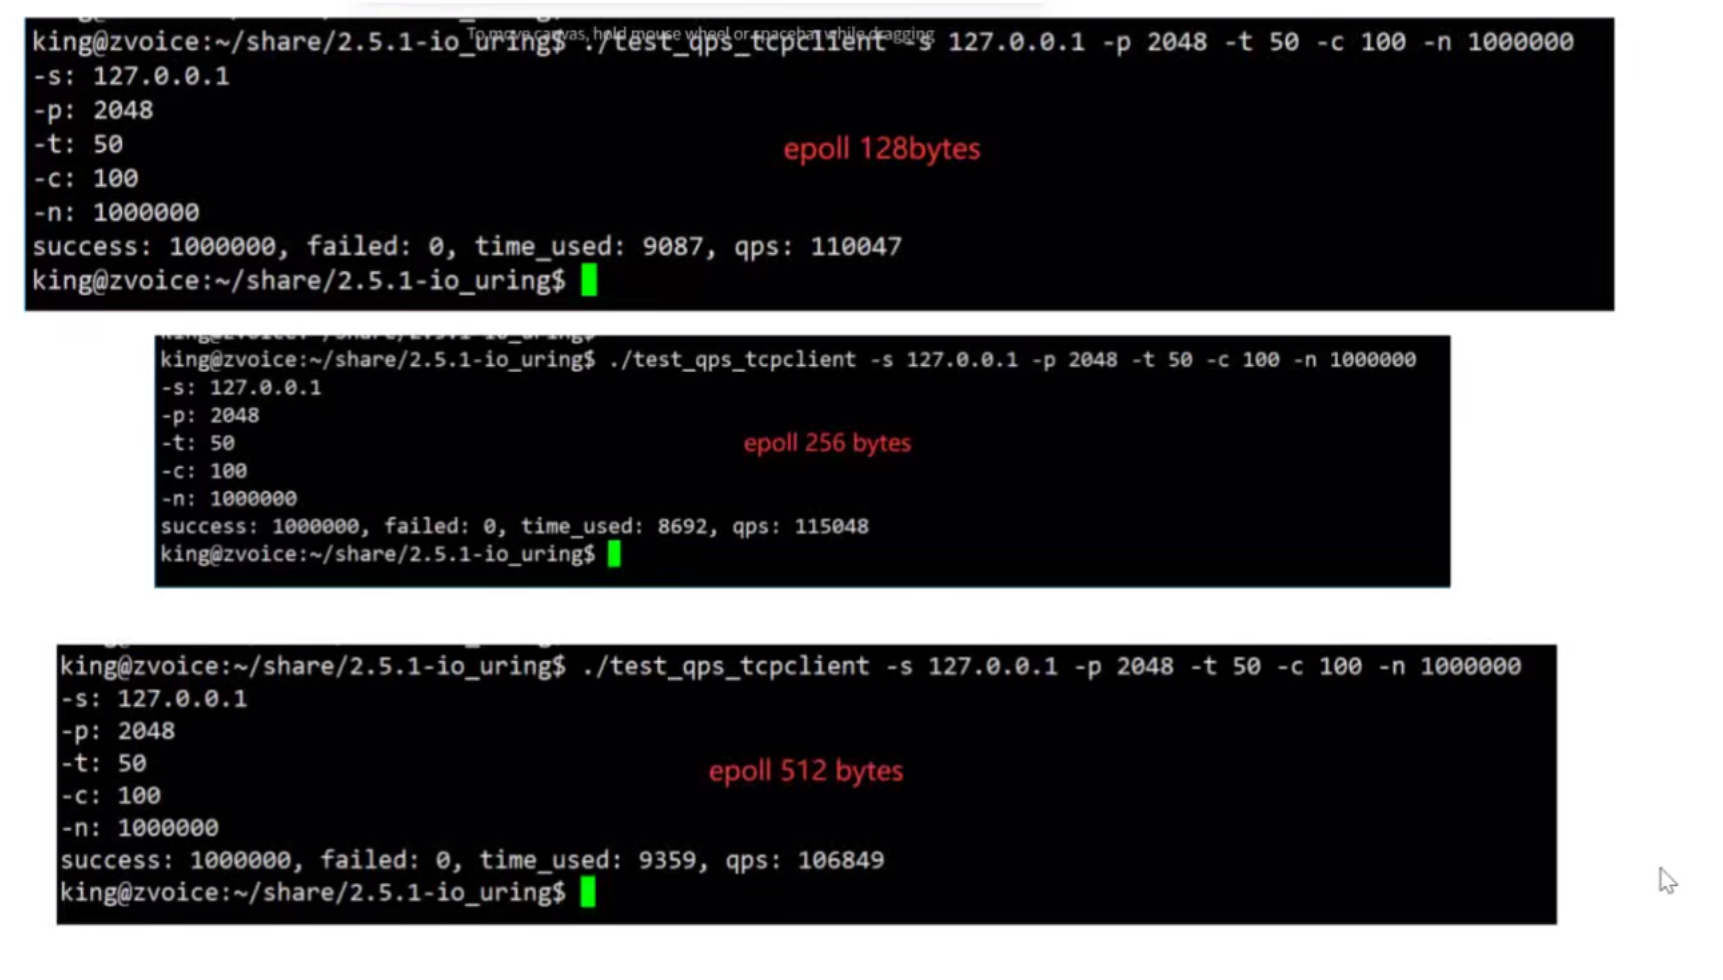 To move canvas, hold mouse wheel or spacebar while dragging
king@zvoice:~/share/2.5.1-io_uring$ ./test_qps_tcpclient -s 127.0.0.1 -p 2048 -t 50 -c 100 -n 1000000
-s: 127.0.0.1
-p: 2048
-t: 50
epoll 128bytes
-c: 100
-n: 1000000
success: 1000000, failed: 0, time_used: 9087, qps: 110047
king@zvoice:~/share/2.5.1-io_uring$
king@zvoice:~/share/2.5.1-io_uring$ ./test_qps_tcpclient -s 127.0.0.1 -p 2048 -t 50 -c 100 -n 1000000
-s: 127.0.0.1
-p: 2048
-t: 50
epoll 256 bytes
-c: 100
-n: 1000000
success: 1000000, failed: 0, time_used: 8692, qps: 115048
king@zvoice:~/share/2.5.1-io_uring$
king@zvoice:~/share/2.5.1-io_uring$ ./test_qps_tcpclient -s 127.0.0.1 -p 2048 -t 50 -c 100 -n 1000000
-s: 127.0.0.1
-p: 2048
-t: 50
epoll 512 bytes
-c: 100
-n: 1000000
success: 1000000, failed: 0, time_used: 9359, qps: 106849
king@zvoice:~/share/2.5.1-io_uring$